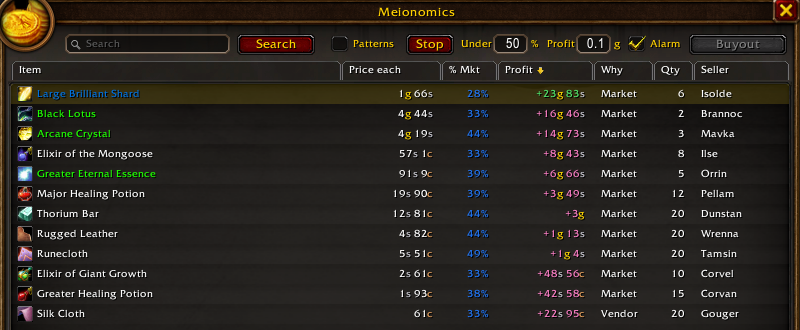 Meionomics
Search Search Patterns Stop Under 50 % Profit 0.1 g Alarm Buyout
Item Price each % Mkt Profit Why Qty Seller
Large Brilliant Shard 1g 66s 28% +23g 83s Market 6 Isolde
Black Lotus 4g 44s 33% +16g 46s Market 2 Brannoc
Arcane Crystal 4g 19s 44% +14g 73s Market 3 Mavka
Elixir of the Mongoose 57s 1c 33% +8g 43s Market 8 Ilse
Greater Eternal Essence 91s 9c 39% +6g 66s Market 5 Orrin
Major Healing Potion 19s 90c 39% +3g 49s Market 12 Pellam
Thorium Bar 12s 81c 44% +3g Market 20 Dunstan
Rugged Leather 4s 82c 44% +1g 13s Market 20 Wrenna
Runecloth 5s 51c 49% +1g 4s Market 20 Tamsin
Elixir of Giant Growth 2s 61c 33% +48s 56c Market 10 Corvel
Greater Healing Potion 1s 93c 38% +42s 58c Market 15 Corvan
Silk Cloth 61c 33% +22s 95c Vendor 20 Gouger